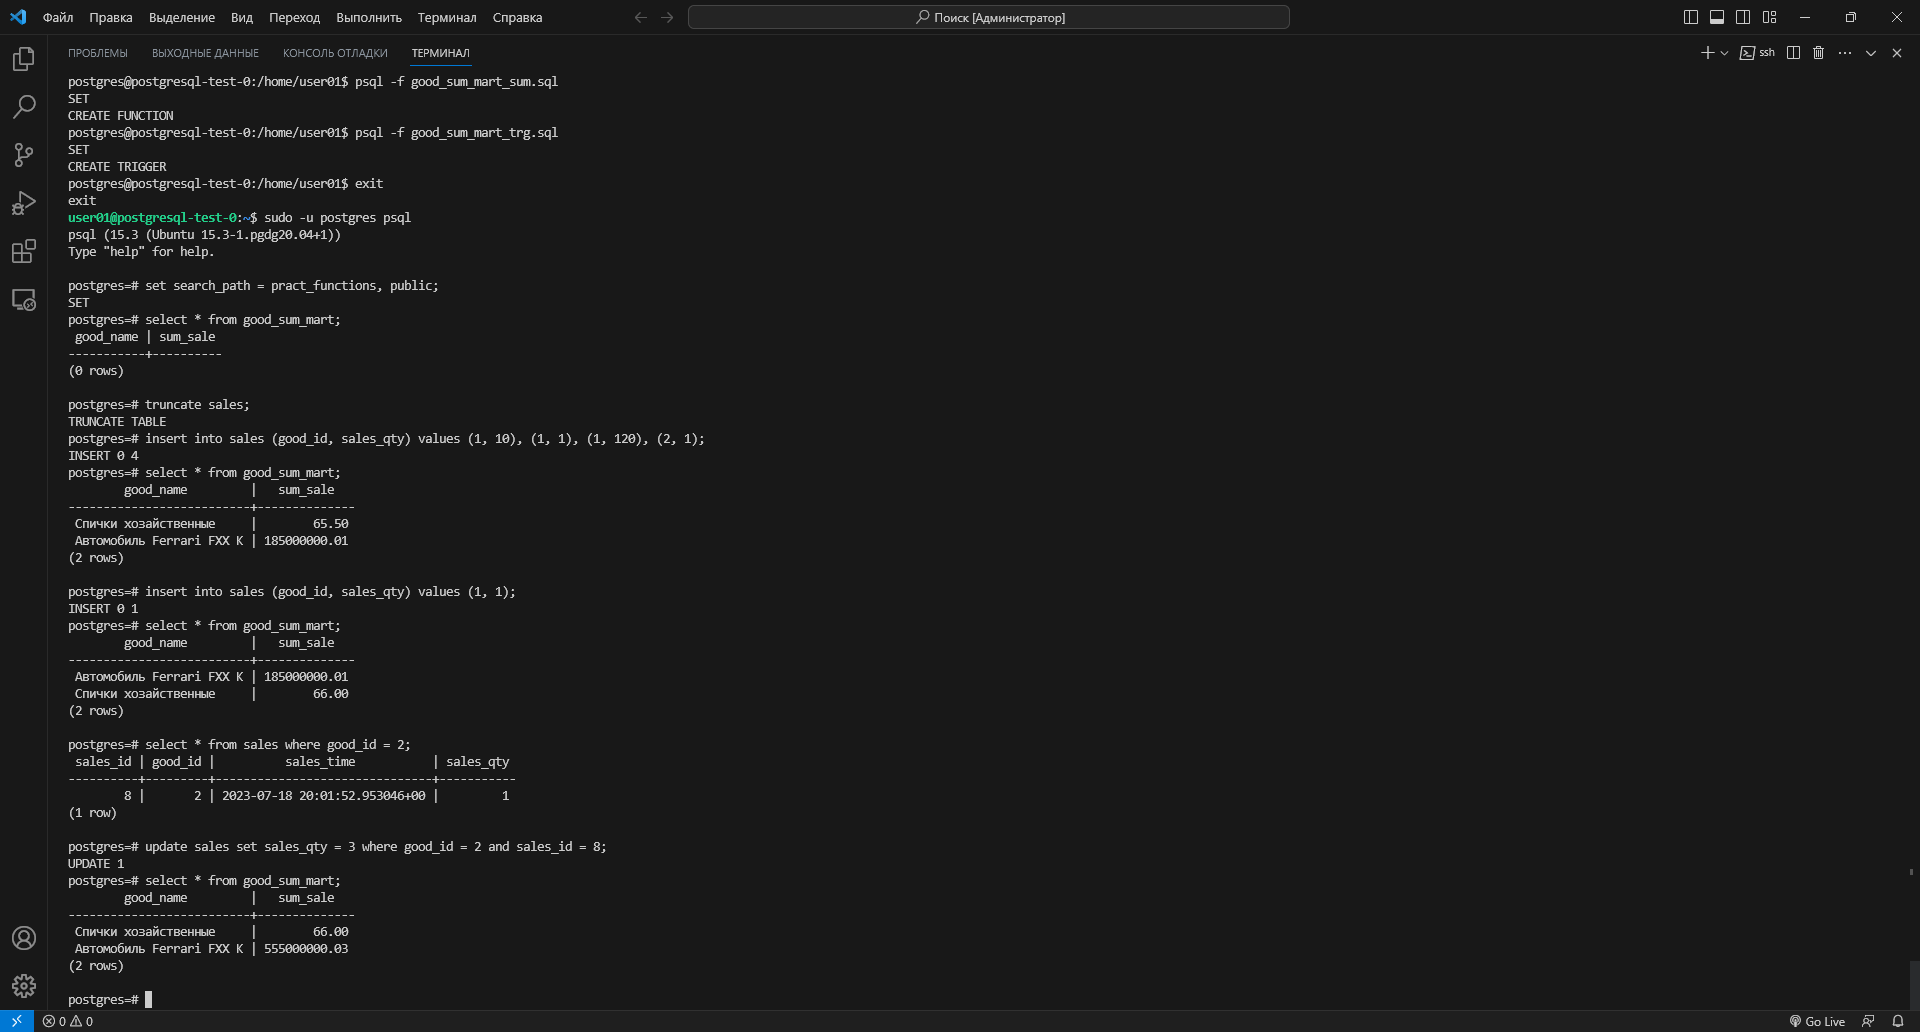 Файл Правка Выделение Вид Переход Выполнить Терминал Справка
Поиск [Администратор]
ПРОБЛЕМЫ ВЫХОДНЫЕ ДАННЫЕ КОНСОЛЬ ОТЛАДКИ ТЕРМИНАЛ
ssh
postgres@postgresql-test-0:/home/user01$ psql -f good_sum_mart_sum.sql
SET
CREATE FUNCTION
postgres@postgresql-test-0:/home/user01$ psql -f good_sum_mart_trg.sql
SET
CREATE TRIGGER
postgres@postgresql-test-0:/home/user01$ exit
exit
user01@postgresql-test-0:~$ sudo -u postgres psql
psql (15.3 (Ubuntu 15.3-1.pgdg20.04+1))
Type "help" for help.
postgres=# set search_path = pract_functions, public;
SET
postgres=# select * from good_sum_mart;
 good_name | sum_sale
-----------+----------
(0 rows)
postgres=# truncate sales;
TRUNCATE TABLE
postgres=# insert into sales (good_id, sales_qty) values (1, 10), (1, 1), (1, 120), (2, 1);
INSERT 0 4
postgres=# select * from good_sum_mart;
        good_name         |   sum_sale
--------------------------+--------------
 Спички хозайственные     |        65.50
 Автомобиль Ferrari FXX K | 185000000.01
(2 rows)
postgres=# insert into sales (good_id, sales_qty) values (1, 1);
INSERT 0 1
postgres=# select * from good_sum_mart;
        good_name         |   sum_sale
--------------------------+--------------
 Автомобиль Ferrari FXX K | 185000000.01
 Спички хозайственные     |        66.00
(2 rows)
postgres=# select * from sales where good_id = 2;
 sales_id | good_id |          sales_time           | sales_qty
----------+---------+-------------------------------+-----------
        8 |       2 | 2023-07-18 20:01:52.953046+00 |         1
(1 row)
postgres=# update sales set sales_qty = 3 where good_id = 2 and sales_id = 8;
UPDATE 1
postgres=# select * from good_sum_mart;
        good_name         |   sum_sale
--------------------------+--------------
 Спички хозайственные     |        66.00
 Автомобиль Ferrari FXX K | 555000000.03
(2 rows)
postgres=#
0 0 Go Live